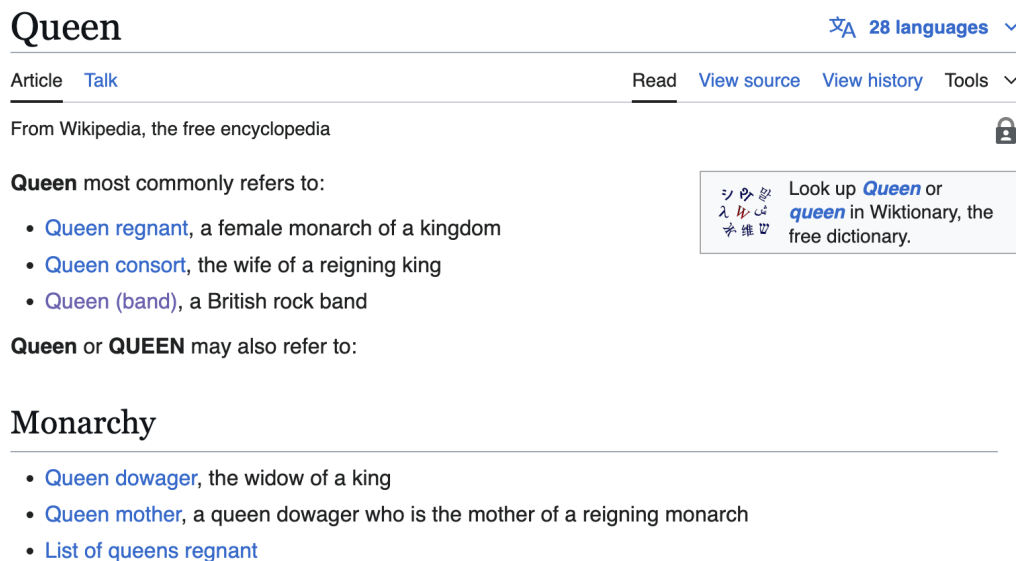 Queen
28 languages
Article Talk Read View source View history Tools
From Wikipedia, the free encyclopedia
Queen most commonly refers to:
• Queen regnant, a female monarch of a kingdom
• Queen consort, the wife of a reigning king
• Queen (band), a British rock band
Look up Queen or
queen in Wiktionary, the
free dictionary.
Queen or QUEEN may also refer to:
Monarchy
• Queen dowager, the widow of a king
• Queen mother, a queen dowager who is the mother of a reigning monarch
• List of queens regnant